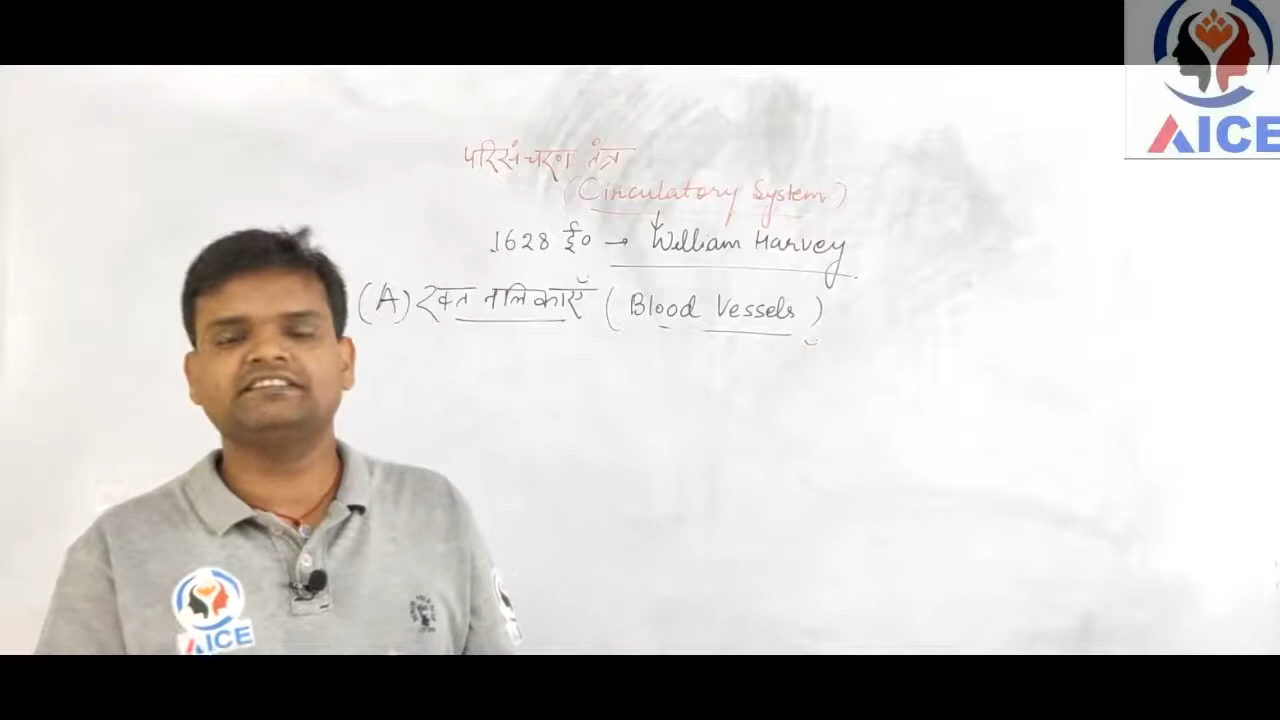 परिसंचरण तंत्र
(Circulatory System)
1628 ई० → William Harvey
(A) रक्त नलिकाएँ (Blood Vessels)
AICE
AICE